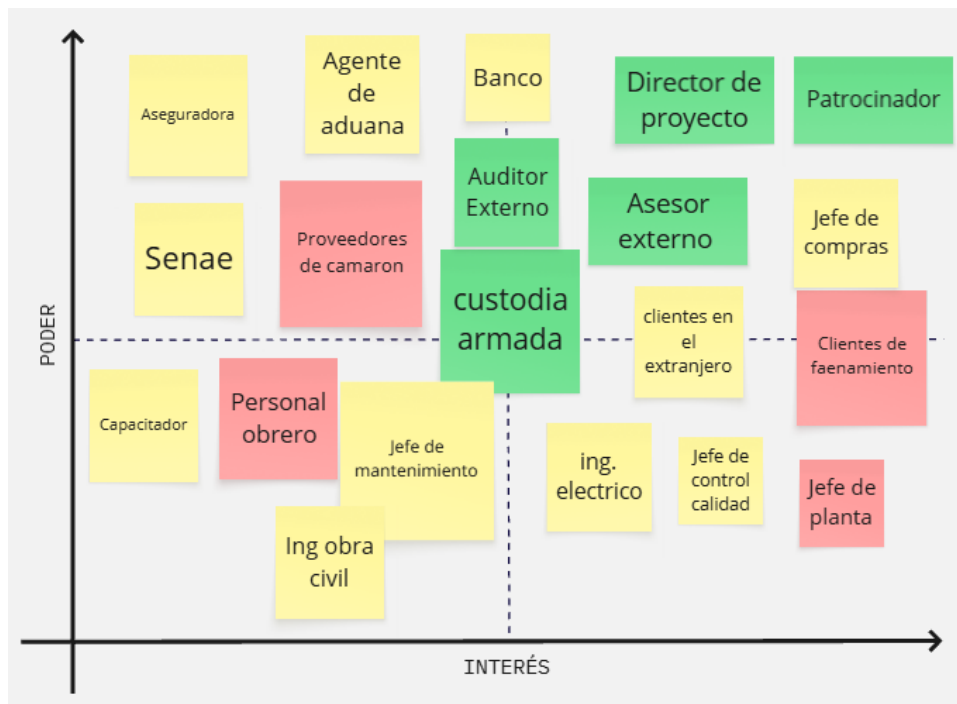 Aseguradora
Agente
de
aduana
Banco
Director de
proyecto
Patrocinador
Auditor
Externo
Asesor
externo
Jefe de
compras
Senae
Proveedores
de camaron
custodia
armada
clientes en
el
extranjero
Clientes de
faenamiento
PODER
Capacitador
Personal
obrero
Jefe de
mantenimiento
ing.
electrico
Jefe de
control
calidad
Jefe de
planta
Ing obra
civil
INTERÉS